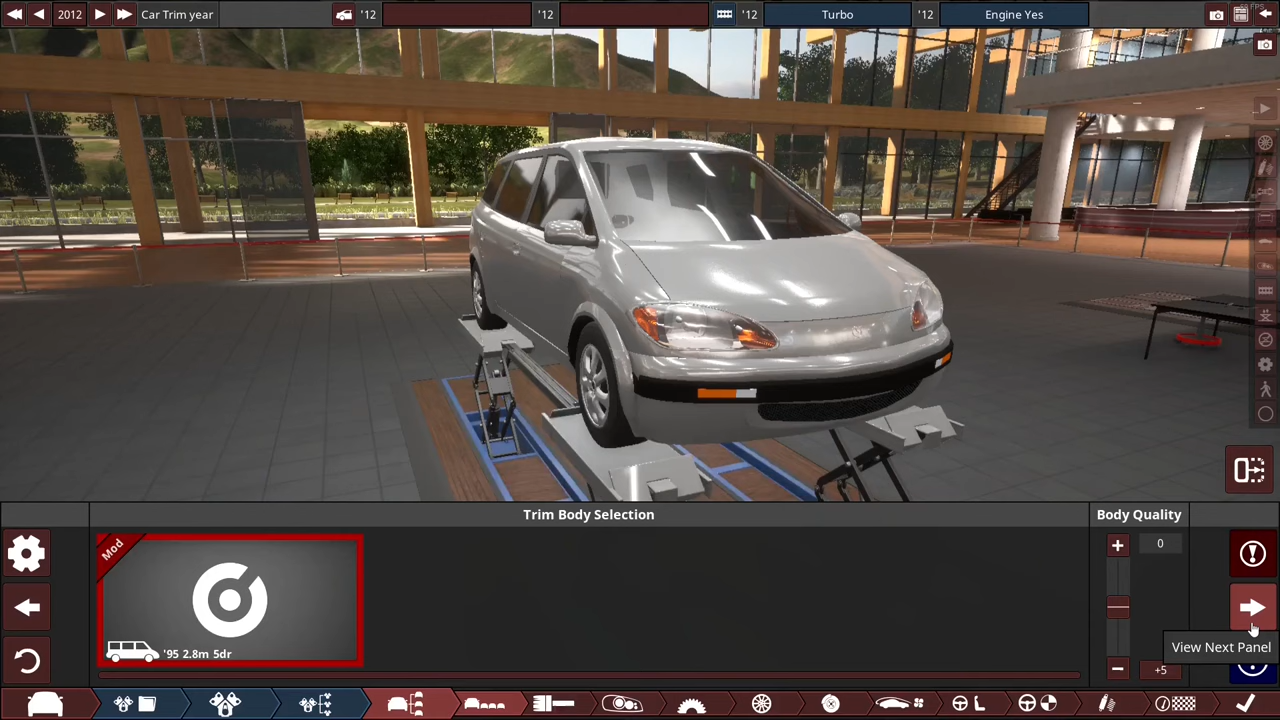 2012 Car Trim year '12 '12 '12 Turbo '12 Engine Yes
Trim Body Selection
Body Quality
Mod
0
'95 2.8m 5dr
View Next Panel
+5